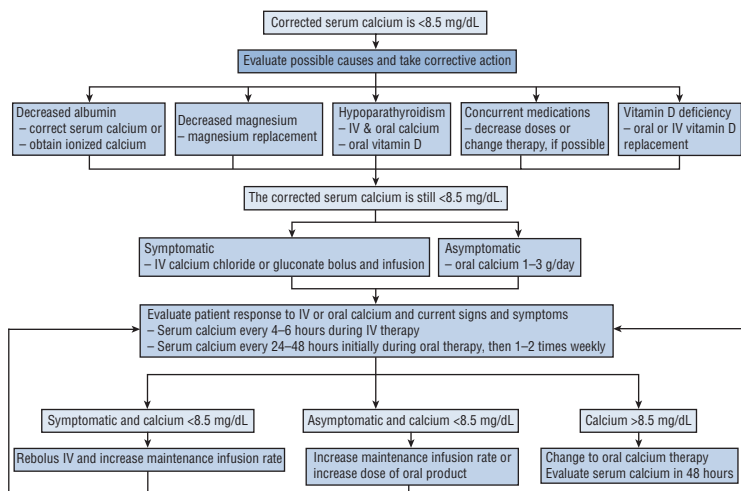 Corrected serum calcium is <8.5 mg/dL
Evaluate possible causes and take corrective action
Decreased albumin
– correct serum calcium or
– obtain ionized calcium
Decreased magnesium
– magnesium replacement
Hypoparathyroidism
– IV & oral calcium
– oral vitamin D
Concurrent medications
– decrease doses or
change therapy, if possible
Vitamin D deficiency
– oral or IV vitamin D
replacement
The corrected serum calcium is still <8.5 mg/dL.
Symptomatic
– IV calcium chloride or gluconate bolus and infusion
Asymptomatic
– oral calcium 1–3 g/day
Evaluate patient response to IV or oral calcium and current signs and symptoms
– Serum calcium every 4–6 hours during IV therapy
– Serum calcium every 24–48 hours initially during oral therapy, then 1–2 times weekly
Symptomatic and calcium <8.5 mg/dL
Asymptomatic and calcium <8.5 mg/dL
Calcium >8.5 mg/dL
Rebolus IV and increase maintenance infusion rate
Increase maintenance infusion rate or
increase dose of oral product
Change to oral calcium therapy
Evaluate serum calcium in 48 hours